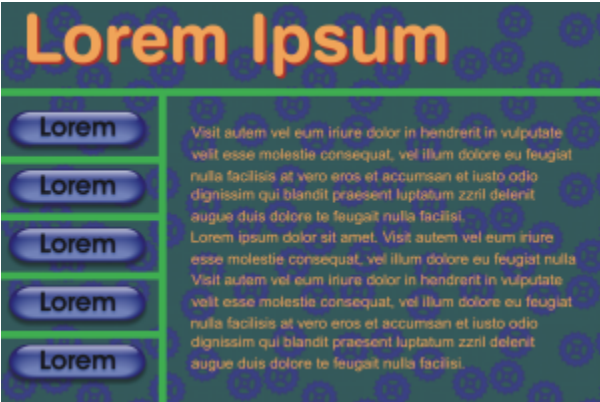 Lorem Ipsum
Lorem
Lorem
Lorem
Lorem
Lorem
Visit autem vel eum iriure dolor in hendrerit in vulputate
velit esse molestie consequat, vel illum dolore eu feugiat
nulla facilisis at vero eros et accumsan et iusto odio
dignissim qui blandit praesent luptatum zzril delenit
augue duis dolore te feugait nulla facilisi.
Lorem ipsum dolor sit amet. Visit autem vel eum iriure
esse molestie consequat, vel illum dolore eu feugiat nulla
Visit autem vel eum iriure dolor in hendrerit in vulputate
velit esse molestie consequat, vel illum dolore eu feugiat
nulla facilisis at vero eros et accumsan et iusto odio
dignissim qui blandit praesent luptatum zzril delenit
augue duis dolore te feugait nulla facilisi.